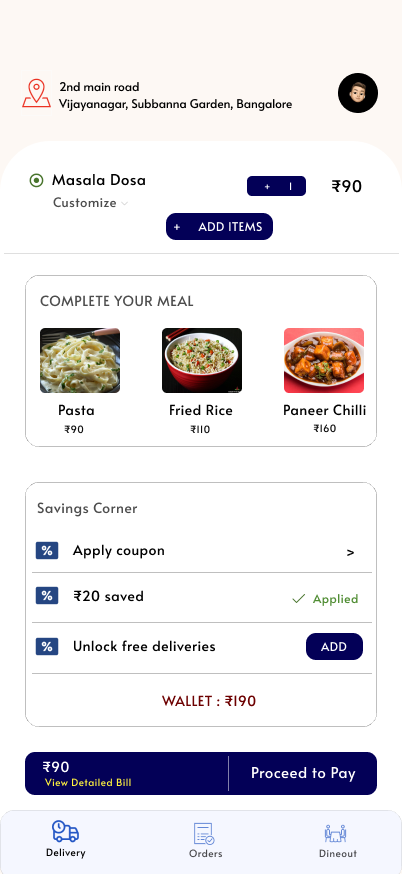 2nd main road
Vijayanagar, Subbanna Garden, Bangalore
Masala Dosa
+ 1
₹90
Customize
+ ADD ITEMS
COMPLETE YOUR MEAL
Pasta
Fried Rice
Paneer Chilli
₹90
₹110
₹160
Savings Corner
% Apply coupon >
% ₹20 saved
Applied
% Unlock free deliveries
ADD
WALLET : ₹190
₹90
View Detailed Bill
Proceed to Pay
Delivery
Orders
Dineout